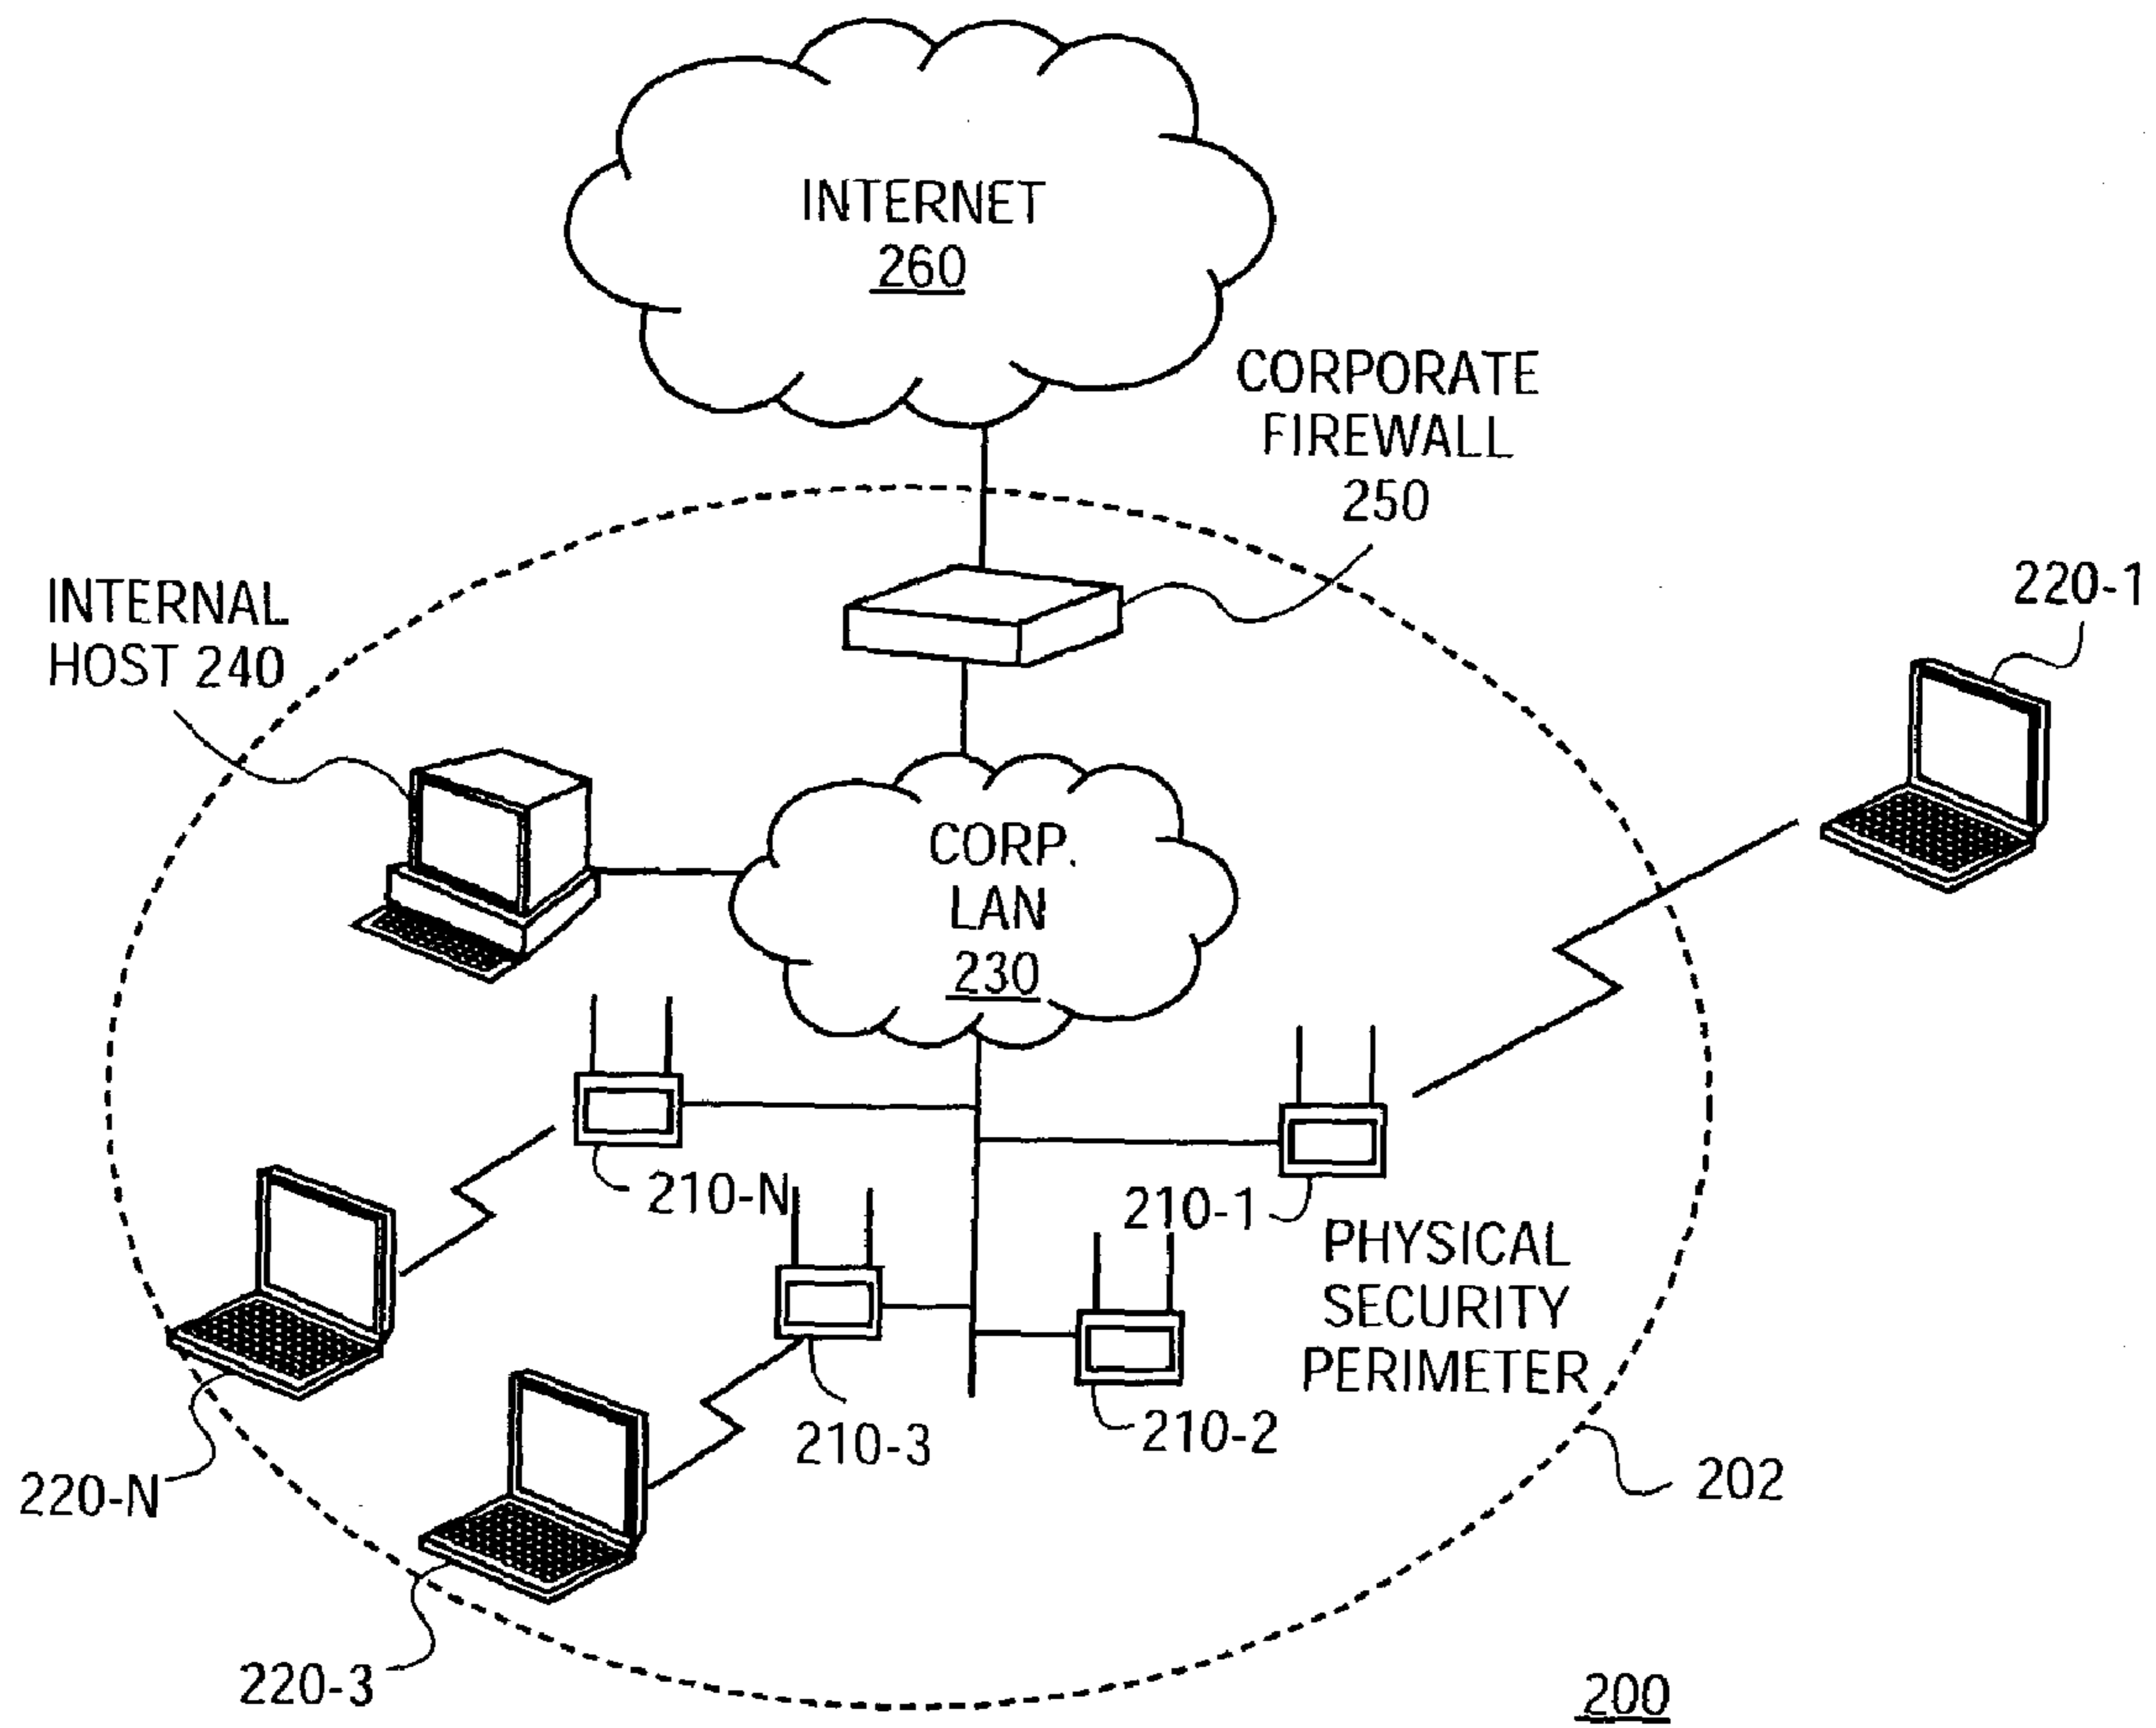 INTERNET
260
CORPORATE
FIREWALL
250
INTERNAL
HOST 240
220-1
CORP.
LAN
230
210-N
210-1
PHYSICAL
SECURITY
PERIMETER
210-3
210-2
202
220-N
220-3
200